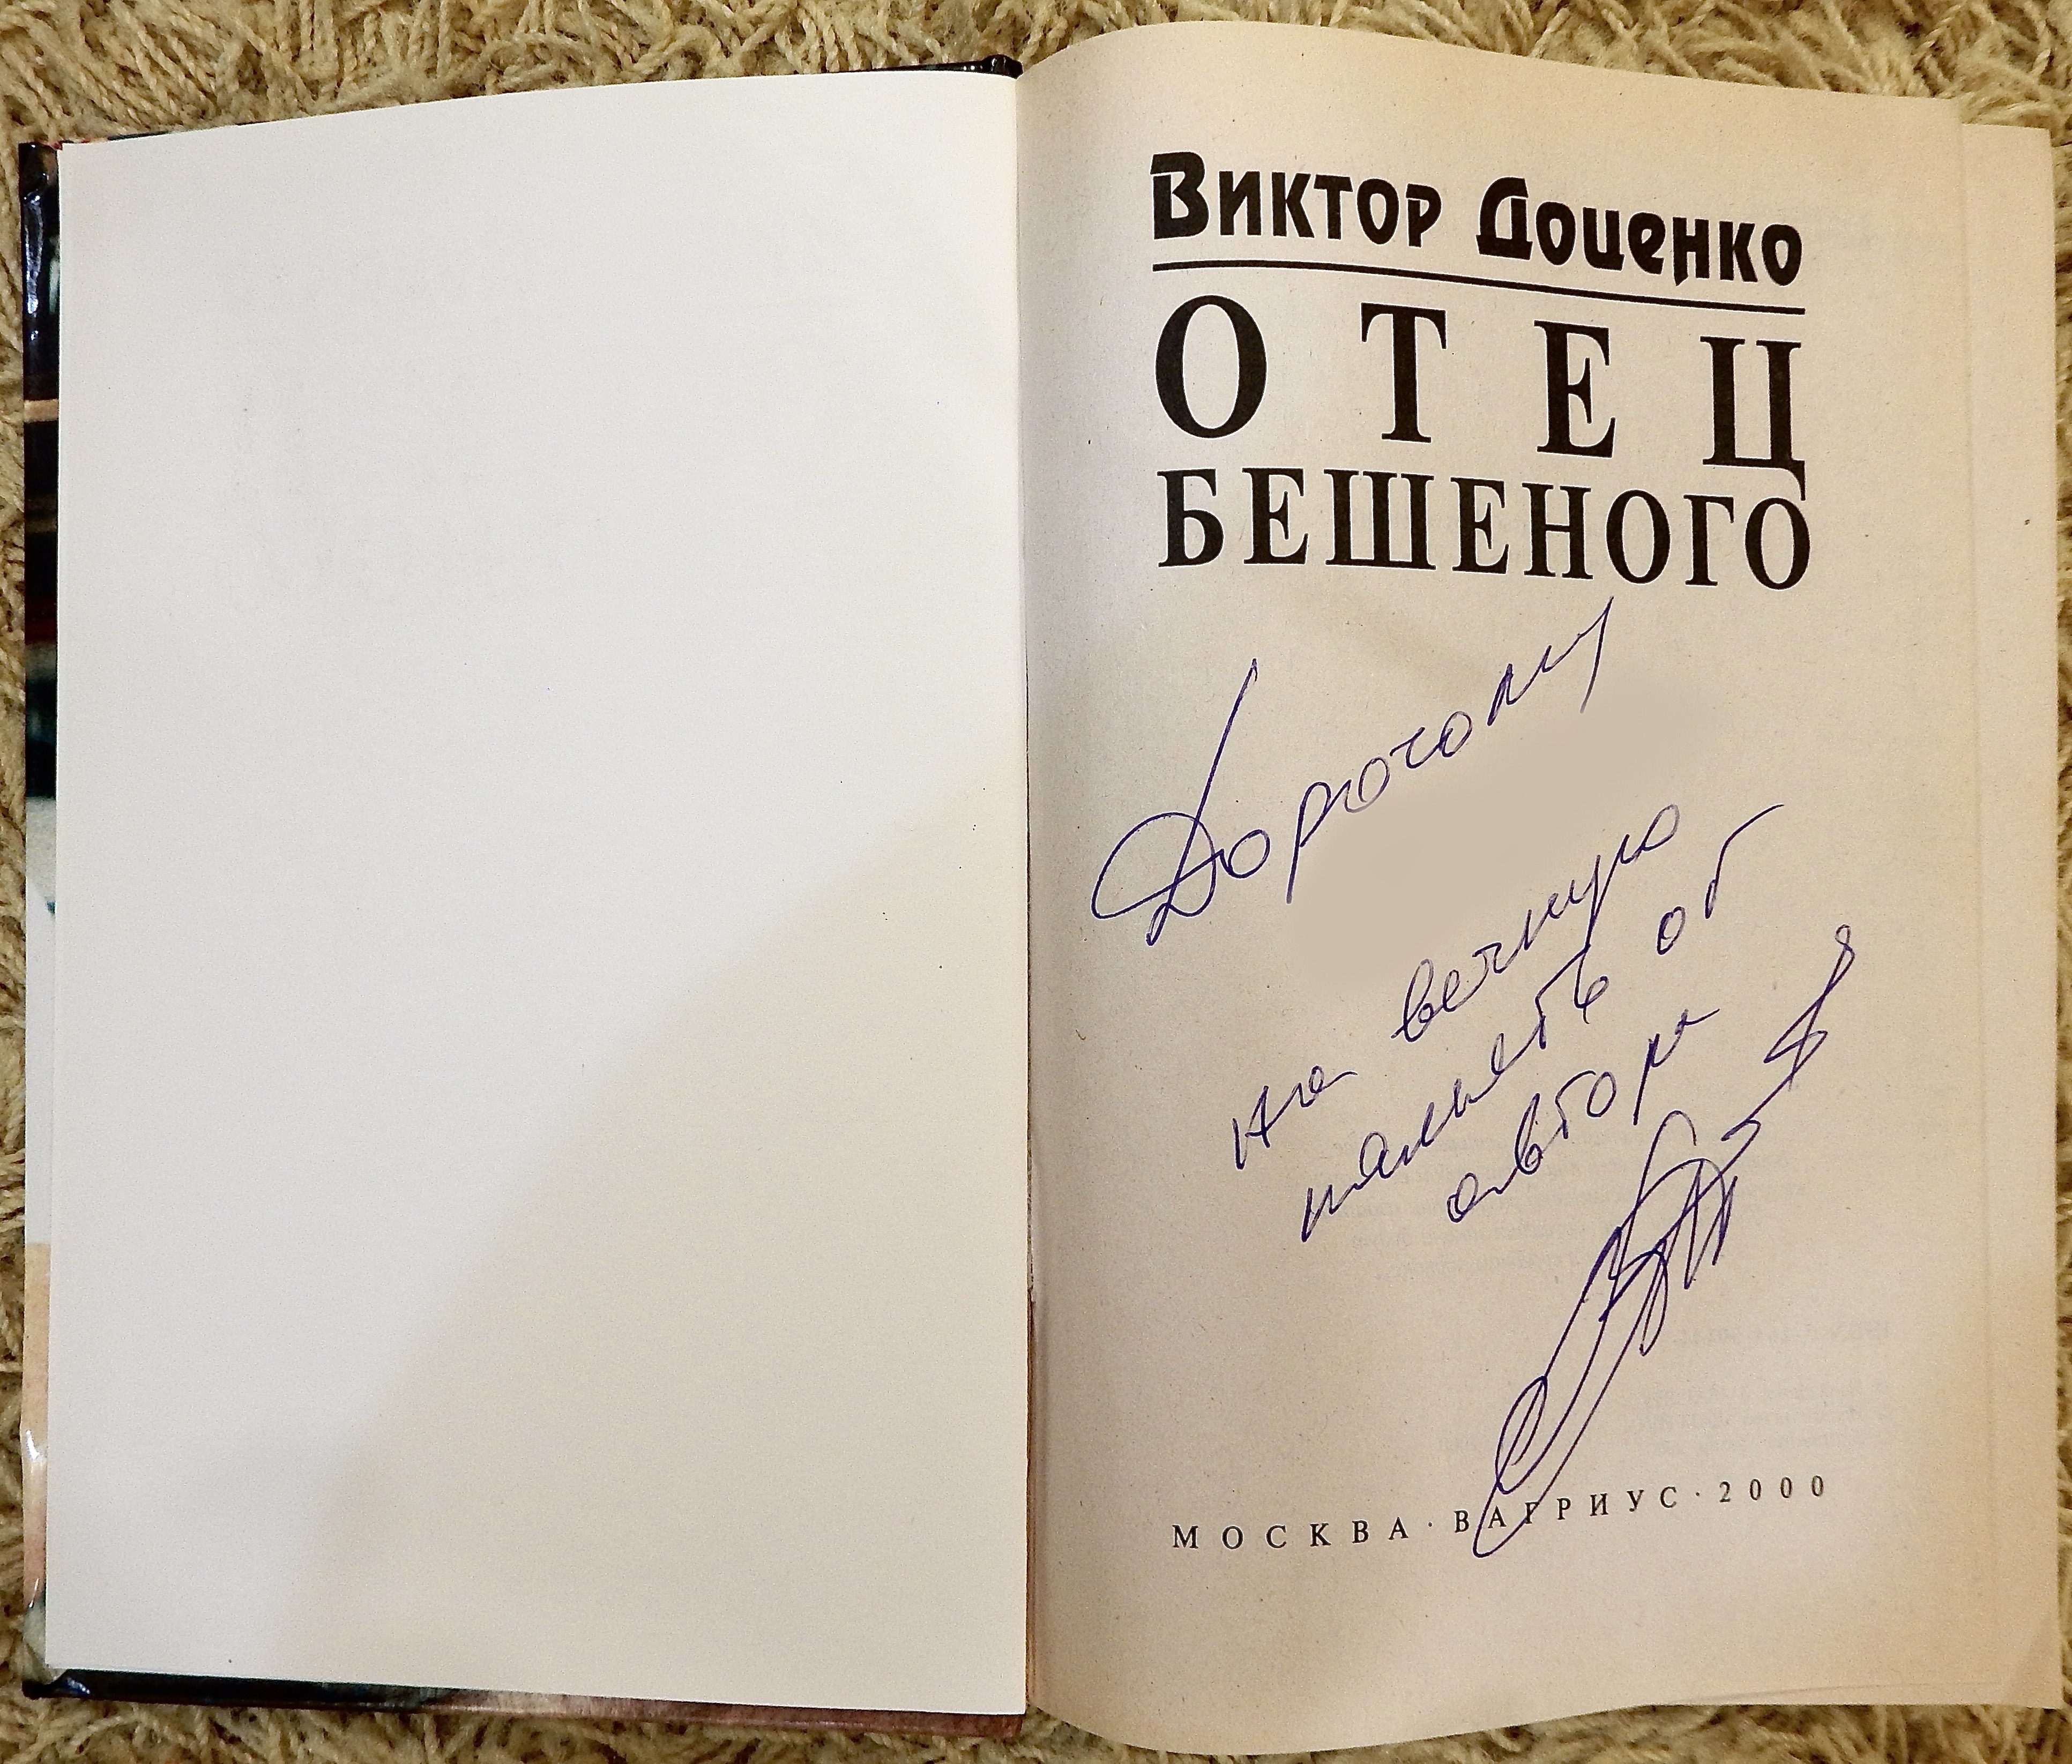 Виктор Доценко
ОТЕЦ
БЕШЕНОГО
Дорогому
на вечную
память от
автора
МОСКВА · ВАГРИУС · 2000